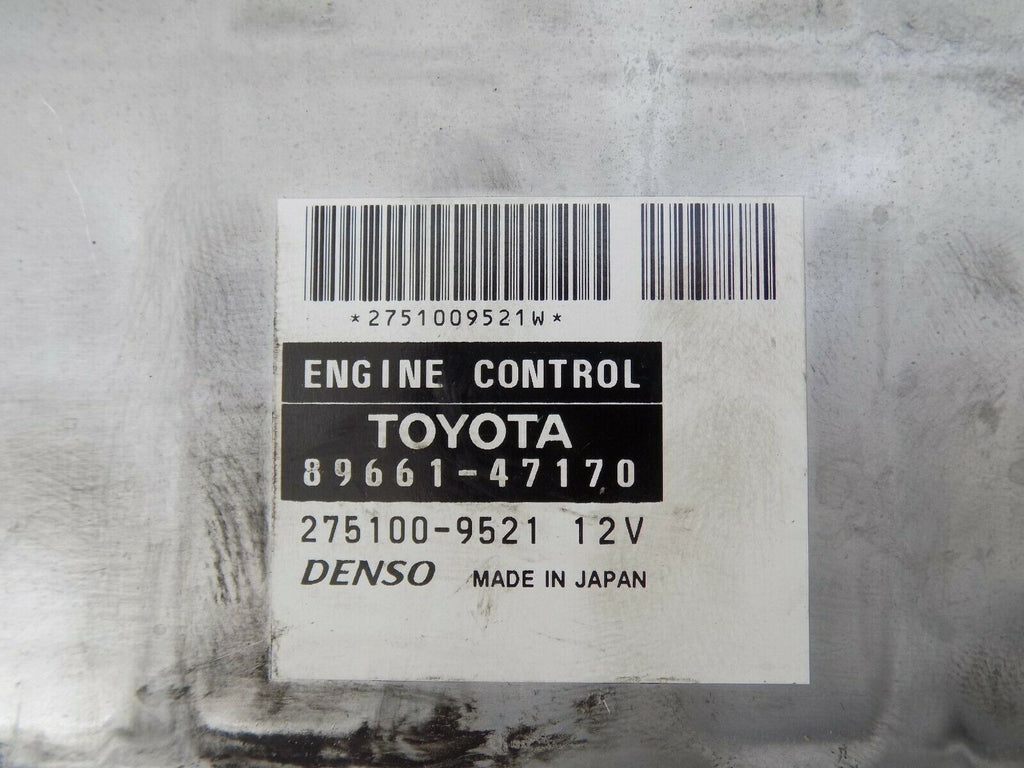 *2751009521W*
ENGINE CONTROL
TOYOTA
89661-47170
275100-9521 12V
DENSO MADE IN JAPAN